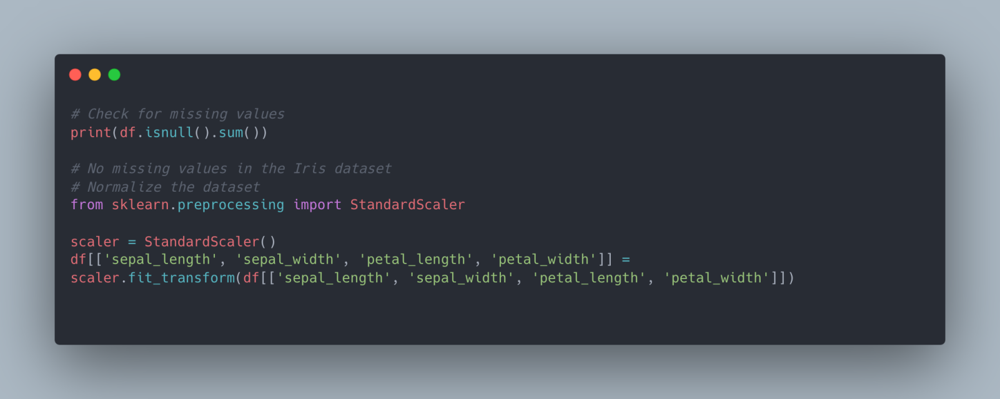 # Check for missing values
print(df.isnull().sum())
# No missing values in the Iris dataset
# Normalize the dataset
from sklearn.preprocessing import StandardScaler
scaler = StandardScaler()
df[['sepal_length', 'sepal_width', 'petal_length', 'petal_width']] =
scaler.fit_transform(df[['sepal_length', 'sepal_width', 'petal_length', 'petal_width']])